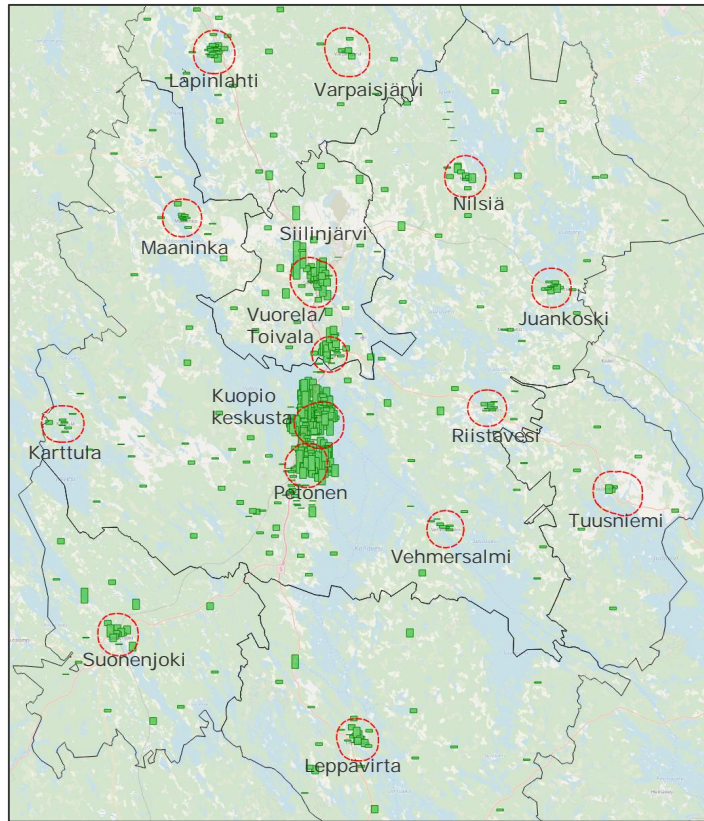 Lapinlahti
Varpaisjärvi
Nilsiä
Maaninka
Siilinjärvi
Juankoski
Vuorela/
Toivala
Kuopio
keskusta
Karttula
Riistavesi
Petonen
Tuusniemi
Vehmersalmi
Suonenjoki
Leppävirta